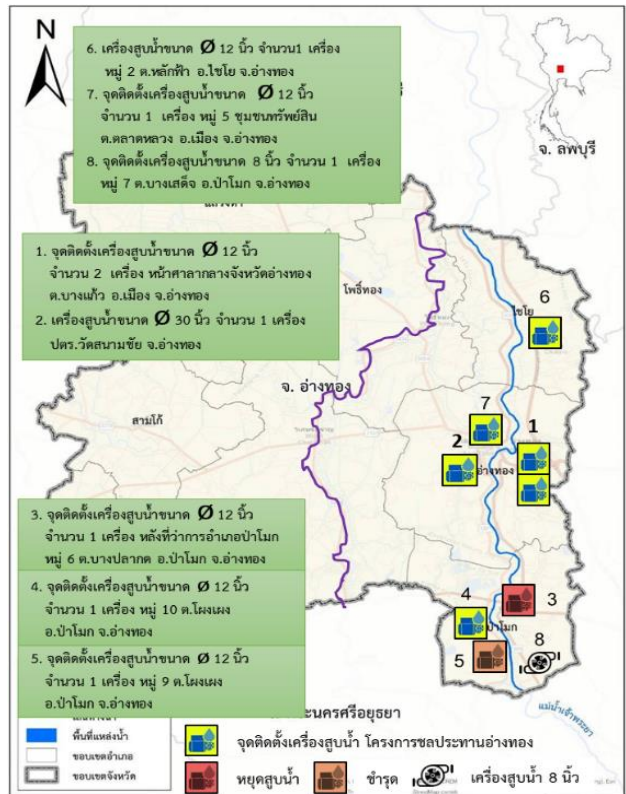 N
6. เครื่องสูบน้ำขนาด Ø 12 นิ้ว จำนวน1 เครื่อง
หมู่ 2 ต.หลักฟ้า อ.ไชโย จ.อ่างทอง
7. จุดติดตั้งเครื่องสูบน้ำขนาด Ø 12 นิ้ว
จำนวน 1 เครื่อง หมู่ 5 ชุมชนทรัพย์สิน
ต.ตลาดหลวง อ.เมือง จ.อ่างทอง
8. จุดติดตั้งเครื่องสูบน้ำขนาด 8 นิ้ว จำนวน 1 เครื่อง
หมู่ 7 ต.บางเสด็จ อ.ป่าโมก จ.อ่างทอง
จ. ลพบุรี
1. จุดติดตั้งเครื่องสูบน้ำขนาด Ø 12 นิ้ว
จำนวน 2 เครื่อง หน้าศาลากลางจังหวัดอ่างทอง
ต.บางแก้ว อ.เมือง จ.อ่างทอง
2. เครื่องสูบน้ำขนาด Ø 30 นิ้ว จำนวน 1 เครื่อง
ปตร.วัดสนามชัย จ.อ่างทอง
โพธิ์ทอง
6
ไชโย
จ. อ่างทอง
สามโก้
7
1
2
อ่างทอง
3. จุดติดตั้งเครื่องสูบน้ำขนาด Ø 12 นิ้ว
จำนวน 1 เครื่อง หลังที่ว่าการอำเภอป่าโมก
หมู่ 6 ต.บางปลากด อ.ป่าโมก จ.อ่างทอง
4. จุดติดตั้งเครื่องสูบน้ำขนาด Ø 12 นิ้ว
จำนวน 1 เครื่อง หมู่ 10 ต.โผงเผง
อ.ป่าโมก จ.อ่างทอง
5. จุดติดตั้งเครื่องสูบน้ำขนาด Ø 12 นิ้ว
จำนวน 1 เครื่อง หมู่ 9 ต.โผงเผง
อ.ป่าโมก จ.อ่างทอง
4
3
ป่าโมก
5
8
แม่น้ำเจ้าพระยา
ะนครศรีอยุธยา
พื้นที่แหล่งน้ำ
ขอบเขตอำเภอ
ขอบเขตจังหวัด
จุดติดตั้งเครื่องสูบน้ำ โครงการชลประทานอ่างทอง
หยุดสูบน้ำ
ชำรุด
เครื่องสูบน้ำ 8 นิ้ว